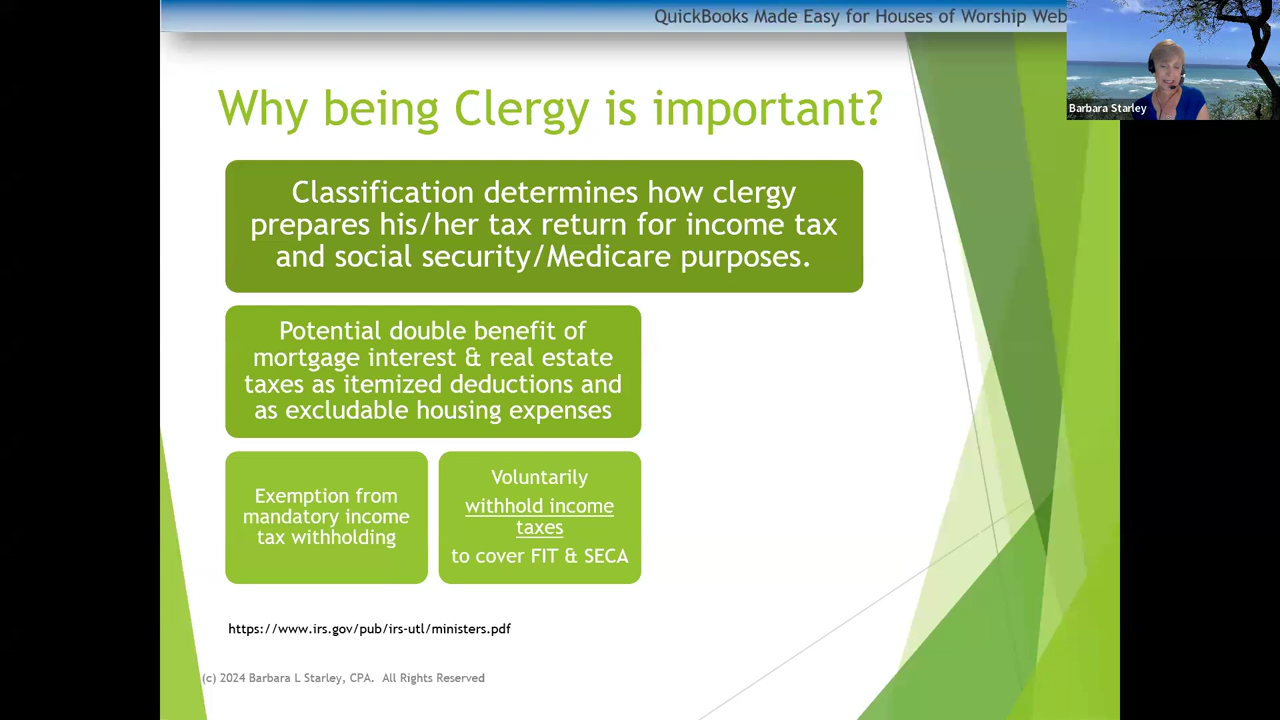 QuickBooks Made Easy for Houses of Worship Web
Barbara Starley
Why being Clergy is important?
Classification determines how clergy
prepares his/her tax return for income tax
and social security/Medicare purposes.
Potential double benefit of
mortgage interest & real estate
taxes as itemized deductions and
as excludable housing expenses
Exemption from
mandatory income
tax withholding
Voluntarily
withhold income
taxes
to cover FIT & SECA
https://www.irs.gov/pub/irs-utl/ministers.pdf
(c) 2024 Barbara L Starley, CPA. All Rights Reserved